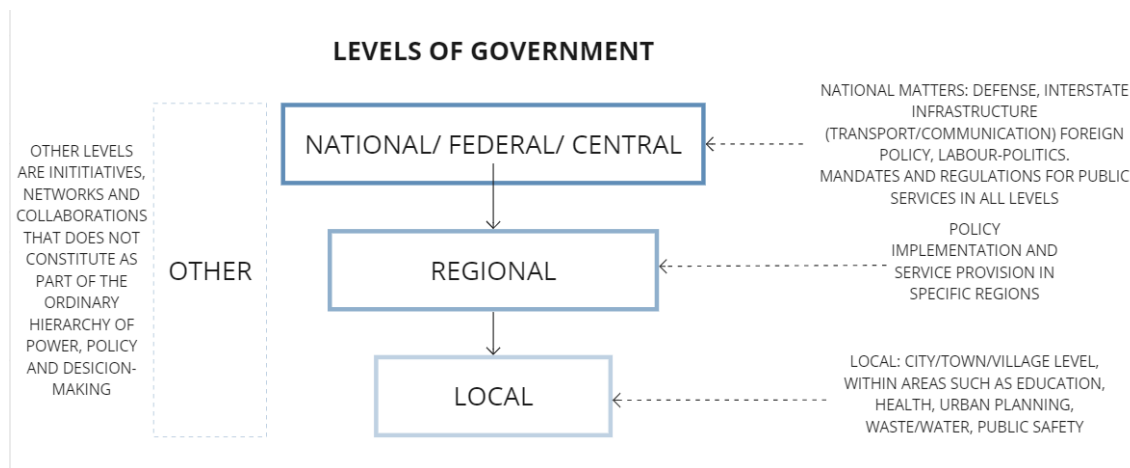 LEVELS OF GOVERNMENT
OTHER LEVELS
ARE INITITIATIVES,
NETWORKS AND
COLLABORATIONS
THAT DOES NOT
CONSTITUTE AS
PART OF THE
ORDINARY
HIERARCHY OF
POWER, POLICY
AND DESICION-
MAKING
OTHER
NATIONAL/ FEDERAL/ CENTRAL
NATIONAL MATTERS: DEFENSE, INTERSTATE
INFRASTRUCTURE
(TRANSPORT/COMMUNICATION) FOREIGN
POLICY, LABOUR-POLITICS.
MANDATES AND REGULATIONS FOR PUBLIC
SERVICES IN ALL LEVELS
REGIONAL
POLICY
IMPLEMENTATION AND
SERVICE PROVISION IN
SPECIFIC REGIONS
LOCAL
LOCAL: CITY/TOWN/VILLAGE LEVEL,
WITHIN AREAS SUCH AS EDUCATION,
HEALTH, URBAN PLANNING,
WASTE/WATER, PUBLIC SAFETY